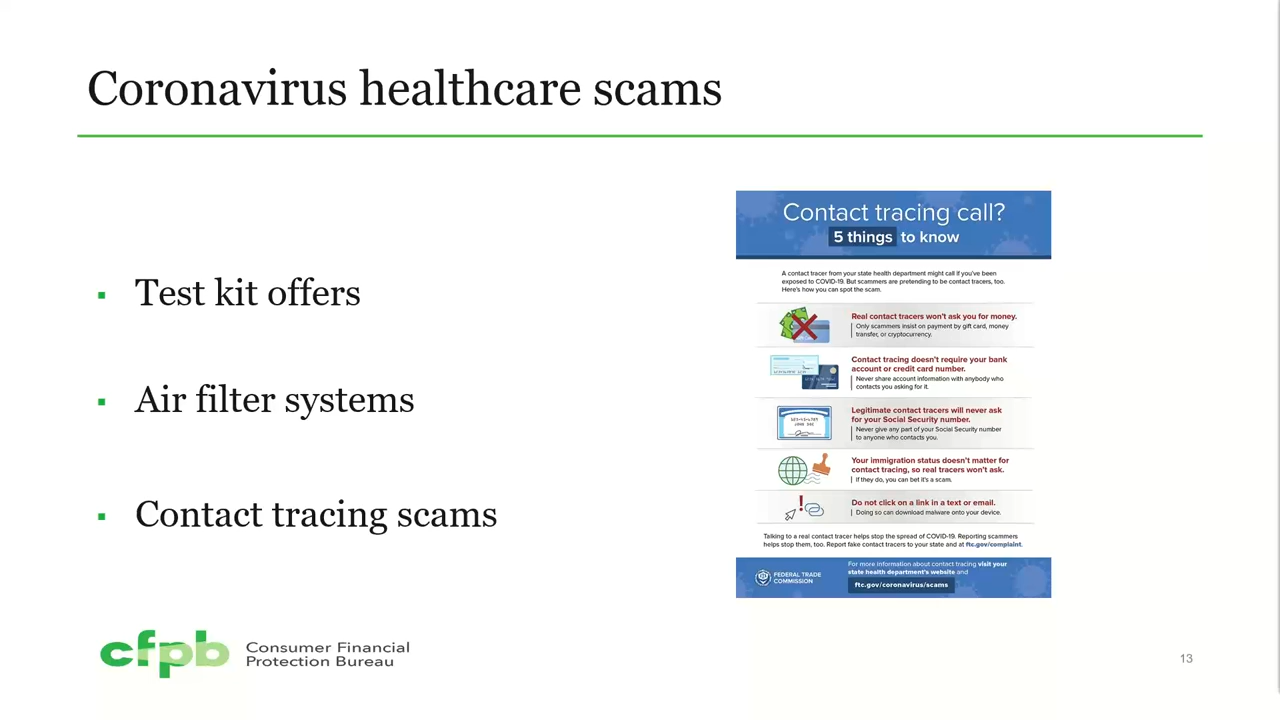 Coronavirus healthcare scams
Test kit offers
Air filter systems
Contact tracing scams
Contact tracing call?
5 things to know
A contact tracer from your state health department might call if you've been
exposed to COVID-19. But scammers are pretending to be contact tracers, too.
Here's how you can spot the scam.
Real contact tracers won't ask you for money.
Only scammers insist on payment by gift card, money
transfer, or cryptocurrency.
Contact tracing doesn't require your bank
account or credit card number.
Never share account information with anybody who
contacts you asking for it.
Legitimate contact tracers will never ask
for your Social Security number.
Never give any part of your Social Security number
to anyone who contacts you.
Your immigration status doesn't matter for
contact tracing, so real tracers won't ask.
If they do, you can bet it's a scam.
Do not click on a link in a text or email.
Doing so can download malware onto your device.
Talking to a real contact tracer helps stop the spread of COVID-19. Reporting scammers
helps stop them, too. Report fake contact tracers to your state and at ftc.gov/complaint.
FEDERAL TRADE
COMMISSION
For more information about contact tracing visit your
state health department's website and
ftc.gov/coronavirus/scams
cfpb
Consumer Financial
Protection Bureau
13